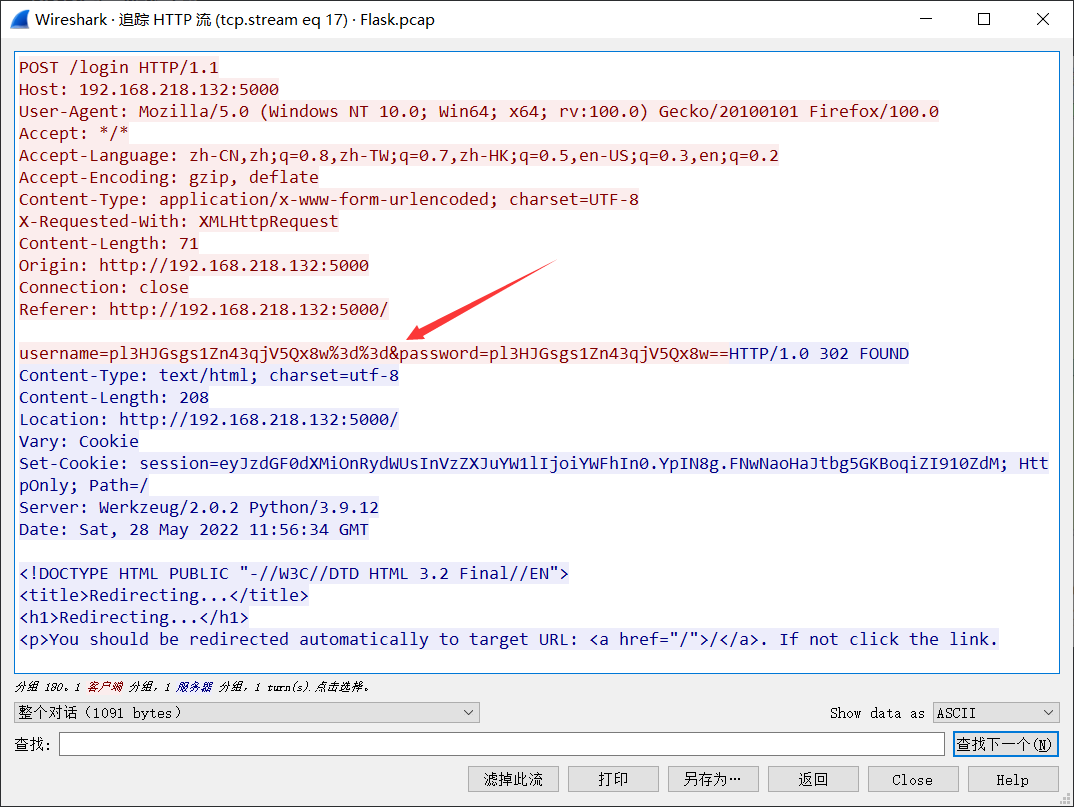 Wireshark · 追踪 HTTP 流 (tcp.stream eq 17) · Flask.pcap
POST /login HTTP/1.1
Host: 192.168.218.132:5000
User-Agent: Mozilla/5.0 (Windows NT 10.0; Win64; x64; rv:100.0) Gecko/20100101 Firefox/100.0
Accept: */*
Accept-Language: zh-CN,zh;q=0.8,zh-TW;q=0.7,zh-HK;q=0.5,en-US;q=0.3,en;q=0.2
Accept-Encoding: gzip, deflate
Content-Type: application/x-www-form-urlencoded; charset=UTF-8
X-Requested-With: XMLHttpRequest
Content-Length: 71
Origin: http://192.168.218.132:5000
Connection: close
Referer: http://192.168.218.132:5000/
username=pl3HJGsgs1Zn43qjV5Qx8w%3d%3d&password=pl3HJGsgs1Zn43qjV5Qx8w==HTTP/1.0 302 FOUND
Content-Type: text/html; charset=utf-8
Content-Length: 208
Location: http://192.168.218.132:5000/
Vary: Cookie
Set-Cookie: session=eyJzdGF0dXMiOnRydWUsInVzZXJuYW1lIjoiYWFhIn0.YpIN8g.FNwNaoHaJtbg5GKBoqiZI910ZdM; Htt
pOnly; Path=/
Server: Werkzeug/2.0.2 Python/3.9.12
Date: Sat, 28 May 2022 11:56:34 GMT
<!DOCTYPE HTML PUBLIC "-//W3C//DTD HTML 3.2 Final//EN">
<title>Redirecting...</title>
<h1>Redirecting...</h1>
<p>You should be redirected automatically to target URL: <a href="/">/</a>. If not click the link.
分组 180。1 客户端 分组，1 服务器 分组，1 turn(s).点击选择。
整个对话（1091 bytes）
Show data as ASCII
查找：
查找下一个(N)
滤掉此流 打印 另存为… 返回 Close Help